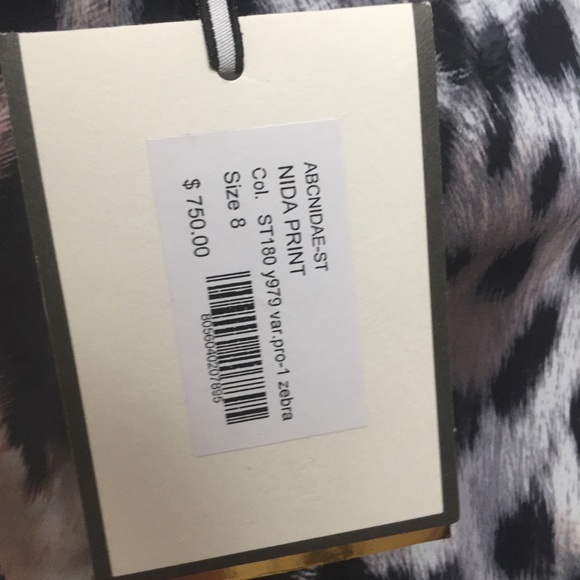 ABCNIDAE-ST
NIDA PRINT
Col. ST180 y979 var.pro-1 zebra
Size 8
$ 750.00